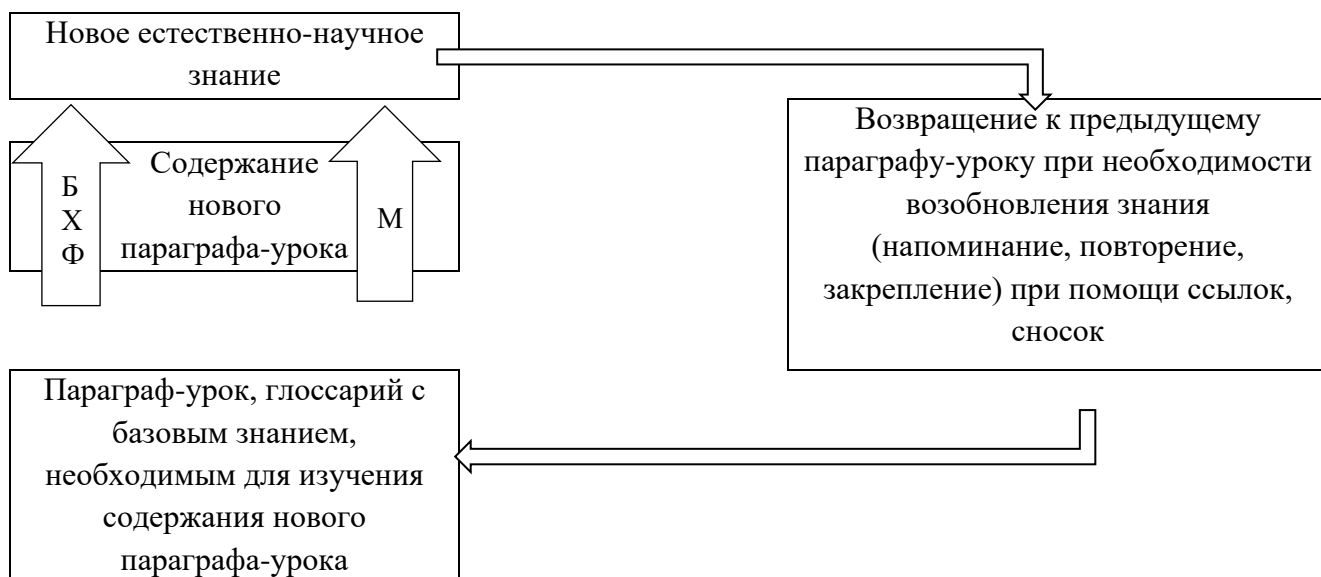 Новое естественно-научное
знание
Содержание
нового
параграфа-урока
Б
Х
Ф
М
Возвращение к предыдущему
параграфу-уроку при необходимости
возобновления знания
(напоминание, повторение,
закрепление) при помощи ссылок,
сносок
Параграф-урок, глоссарий с
базовым знанием,
необходимым для изучения
содержания нового
параграфа-урока